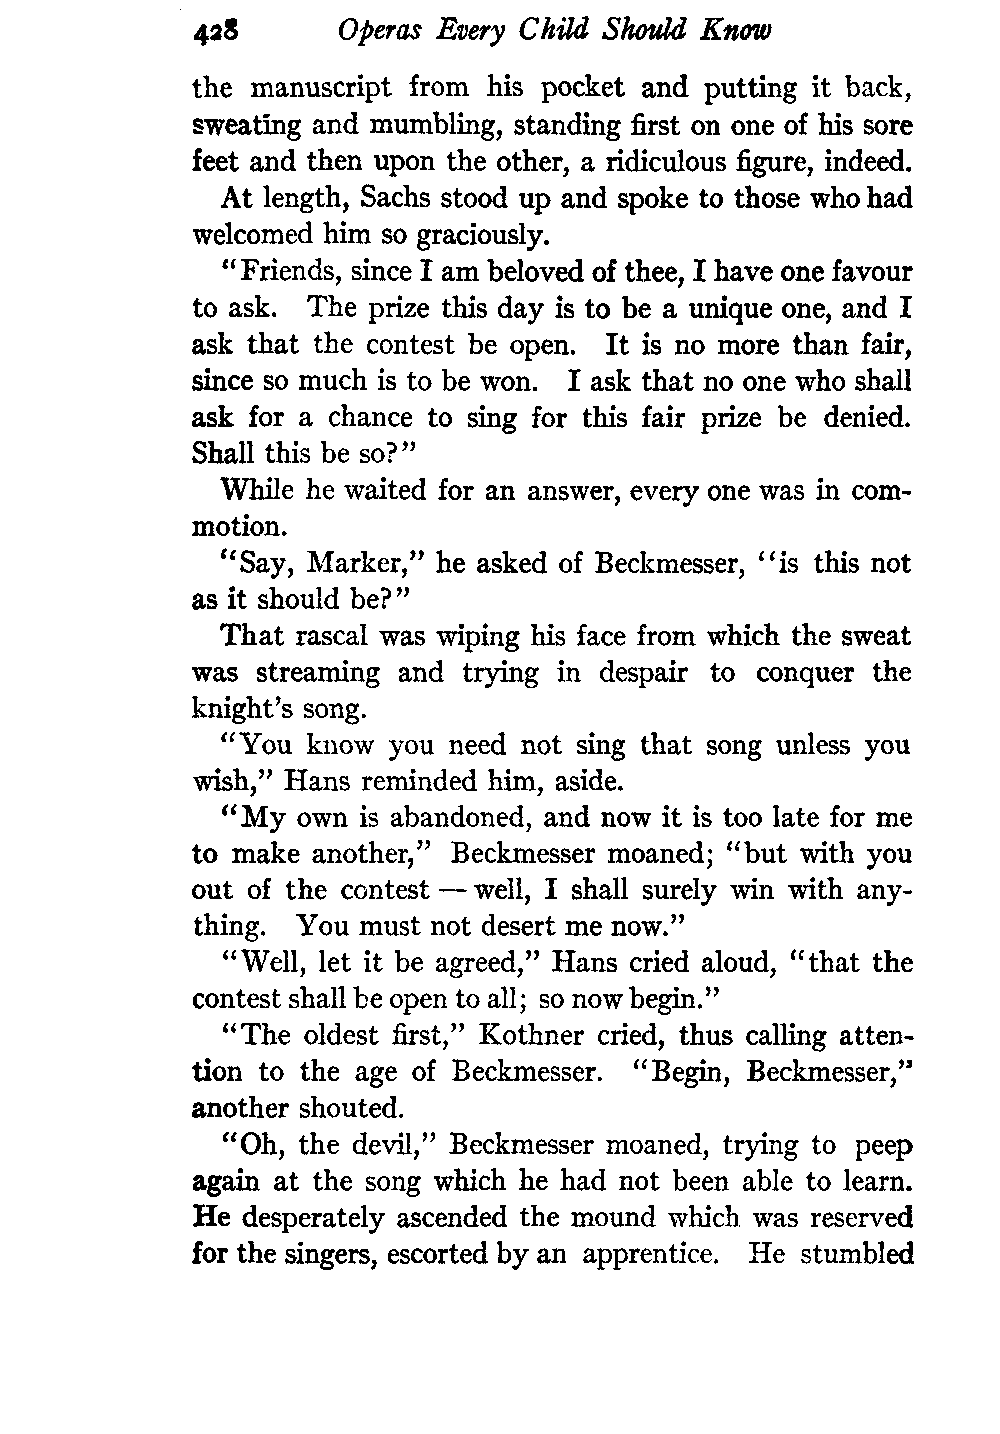 428 Operas Every Child Should Know
the manuscript from his pocket and putting it back,
sweating and mumbling, standing first on one of his sore
feet and then upon the other, a ridiculous figure, indeed.
At length, Sachs stood up and spoke to those who had
welcomed him so graciously.
"Friends, since I am beloved of thee, I have one favour
to ask. The prize this day is to be a unique one, and I
ask that the contest be open. It is no more than fair,
since so much is to be won. I ask that no one who shall
ask for a chance to sing for this fair prize be denied.
Shall this be so?"
While he waited for an answer, every one was in com-
motion.
"Say, Marker," he asked of Beckmesser, "is this not
as it should be?"
That rascal was wiping his face from which the sweat
was streaming and trying in despair to conquer the
knight's song.
"You know you need not sing that song unless you
wish," Hans reminded him, aside.
"My own is abandoned, and now it is too late for me
to make another," Beckmesser moaned; "but with you
out of the contest — well, I shall surely win with any-
thing. You must not desert me now."
"Well, let it be agreed," Hans cried aloud, "that the
contest shall be open to all; so now begin."
"The oldest first," Kothner cried, thus calling atten-
tion to the age of Beckmesser. "Begin, Beckmesser,"
another shouted.
"Oh, the devil," Beckmesser moaned, trying to peep
again at the song which he had not been able to learn.
He desperately ascended the mound which was reserved
for the singers, escorted by an apprentice. He stumbled